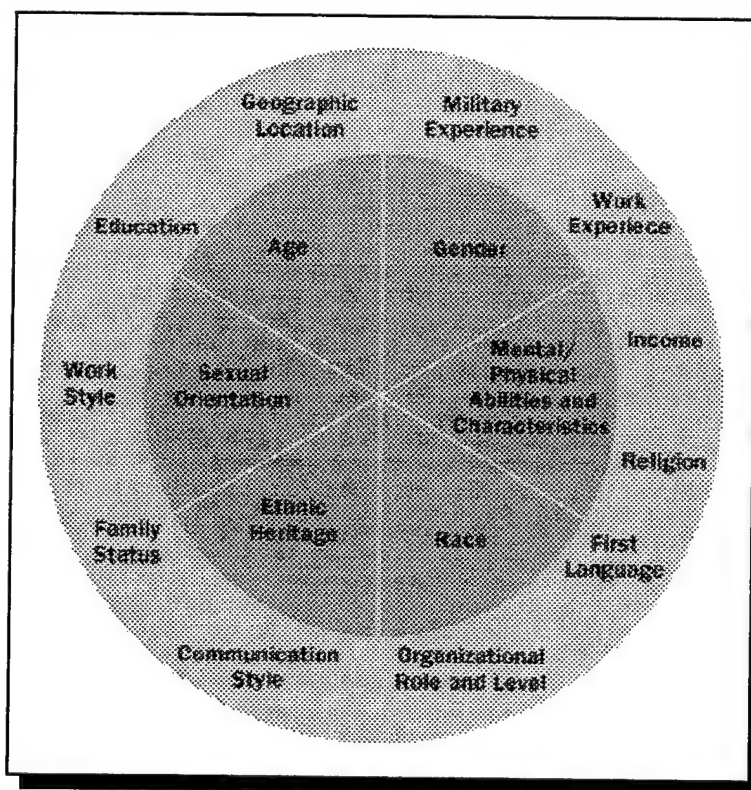 Geographic
Location
Military
Experience
Work
Experiece
Education
Age
Gender
Income
Work
Style
Sexual
Orientation
Mental/
Physical
Abilities and
Characteristics
Religion
Family
Status
Ethnic
Heritage
Race
First
Language
Communication
Style
Organizational
Role and Level